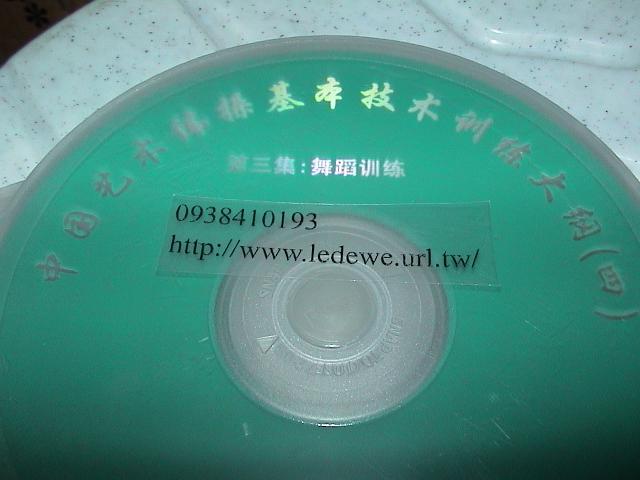 中国艺术体操基本技术训练大纲(四)
第三集:舞蹈训练
0938410193
http://www.ledewe.url.tw/